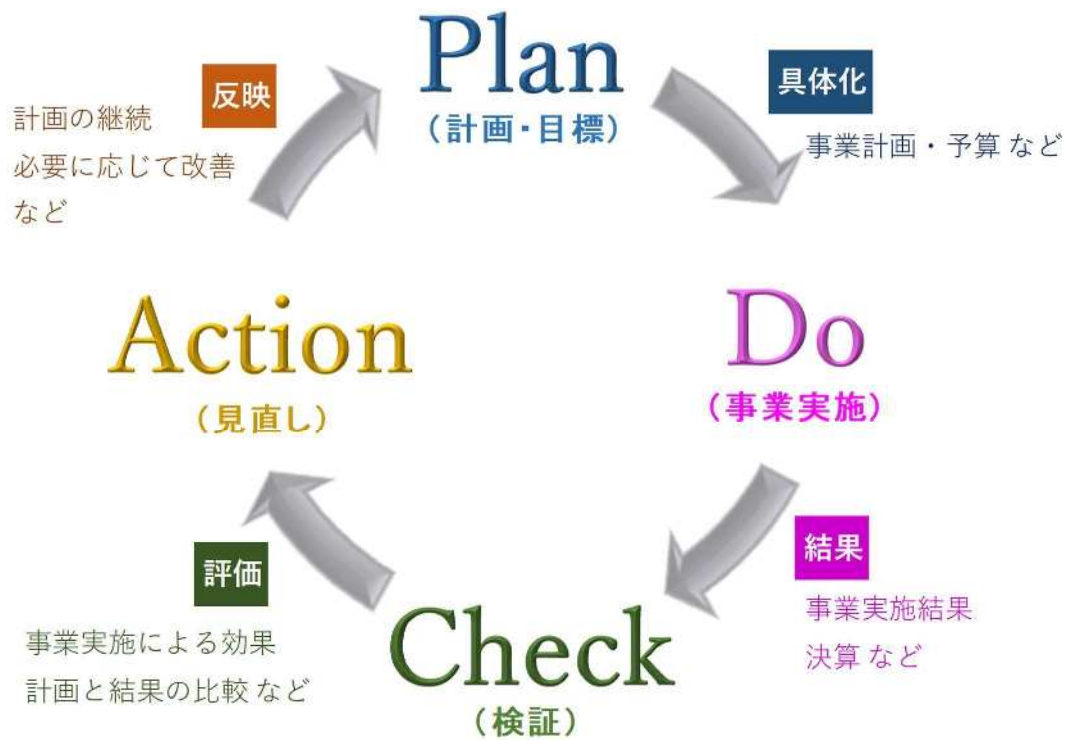 Plan
（計画・目標）
具体化
事業計画・予算 など
Do
（事業実施）
結果
事業実施結果
決算 など
Check
（検証）
評価
事業実施による効果
計画と結果の比較 など
Action
（見直し）
反映
計画の継続
必要に応じて改善
など